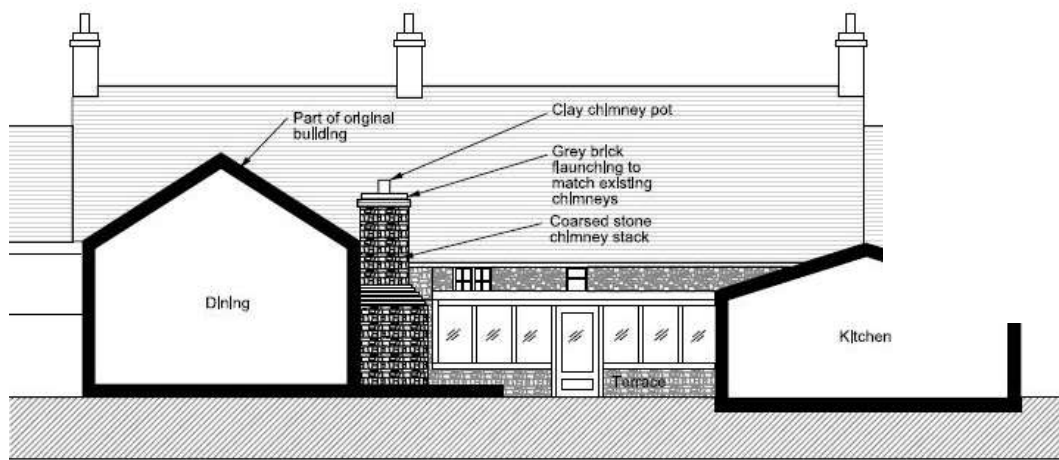 Clay chimney pot
Part of original
building
Grey brick
flaunching to
match existing
chimneys
Coarsed stone
chimney stack
Dining
Kitchen
Terrace